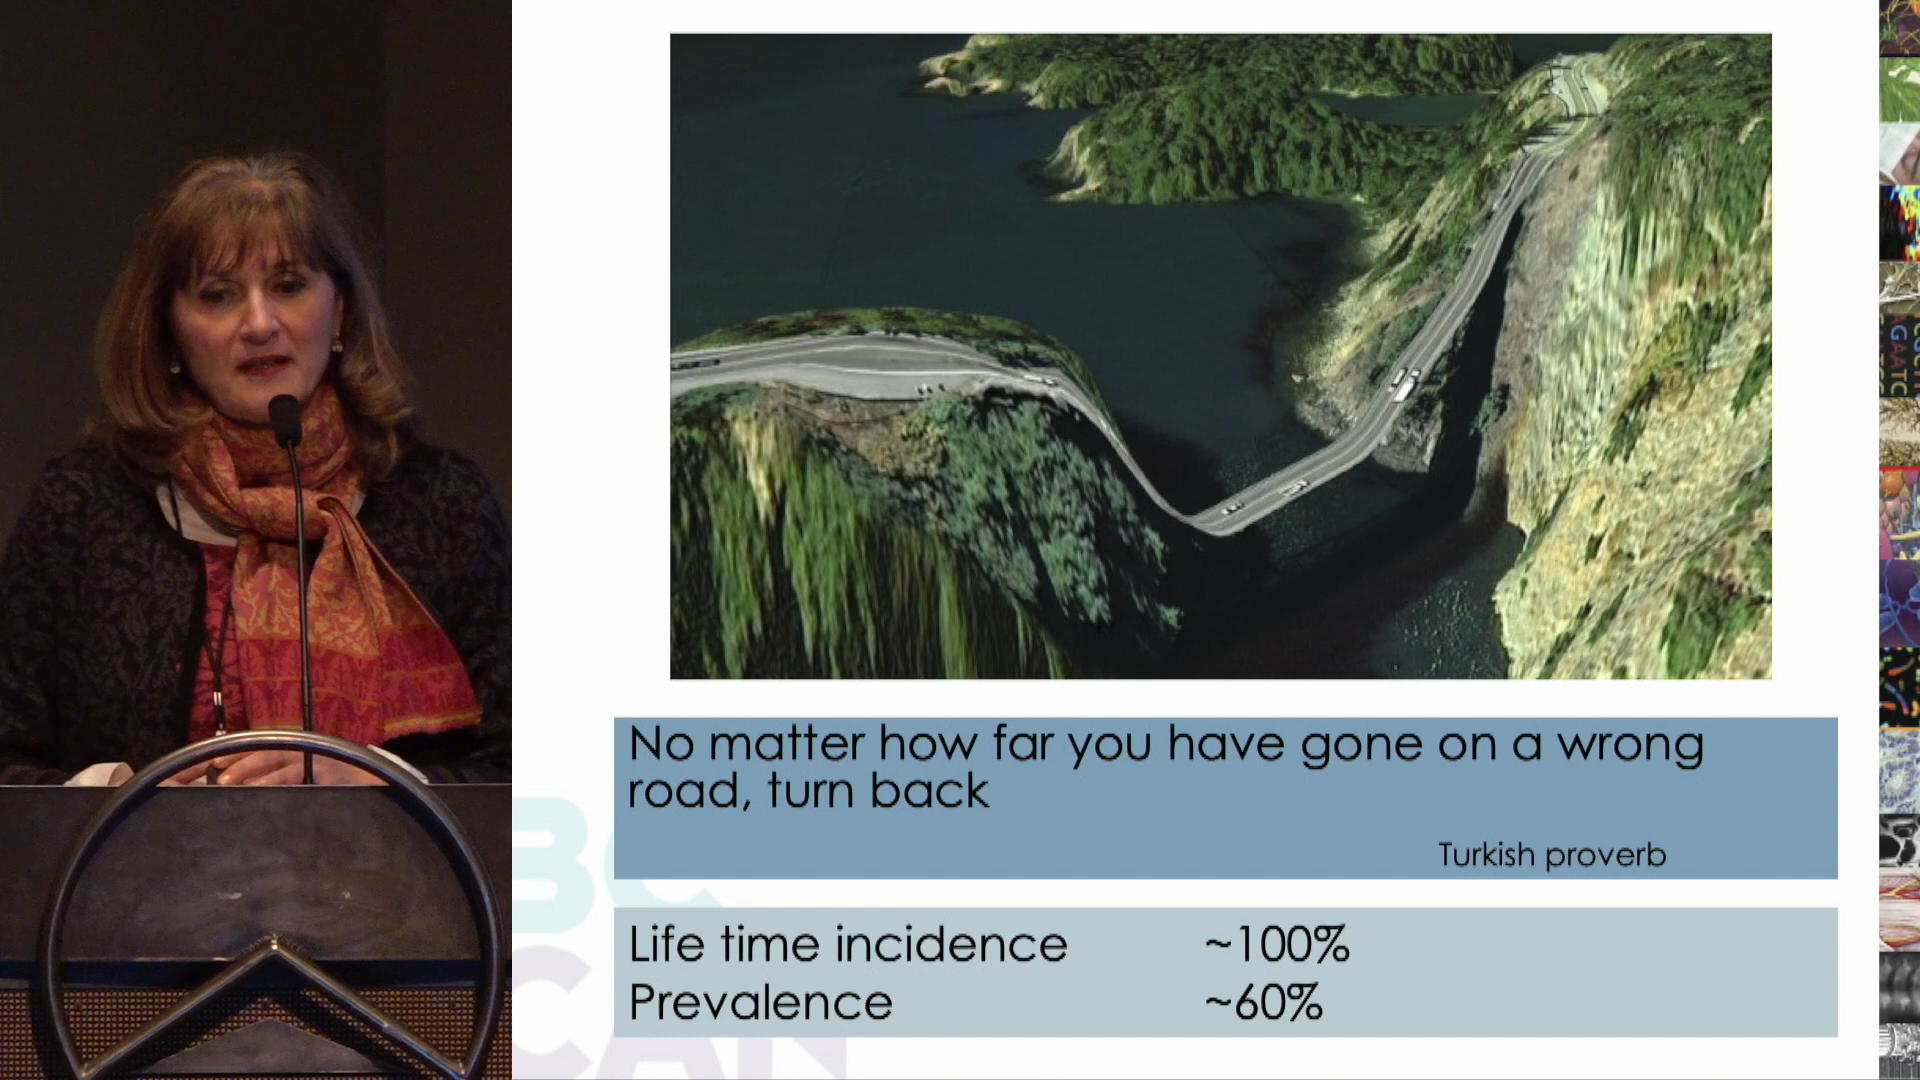 No matter how far you have gone on a wrong
road, turn back
Turkish proverb
Life time incidence ~100%
Prevalence ~60%